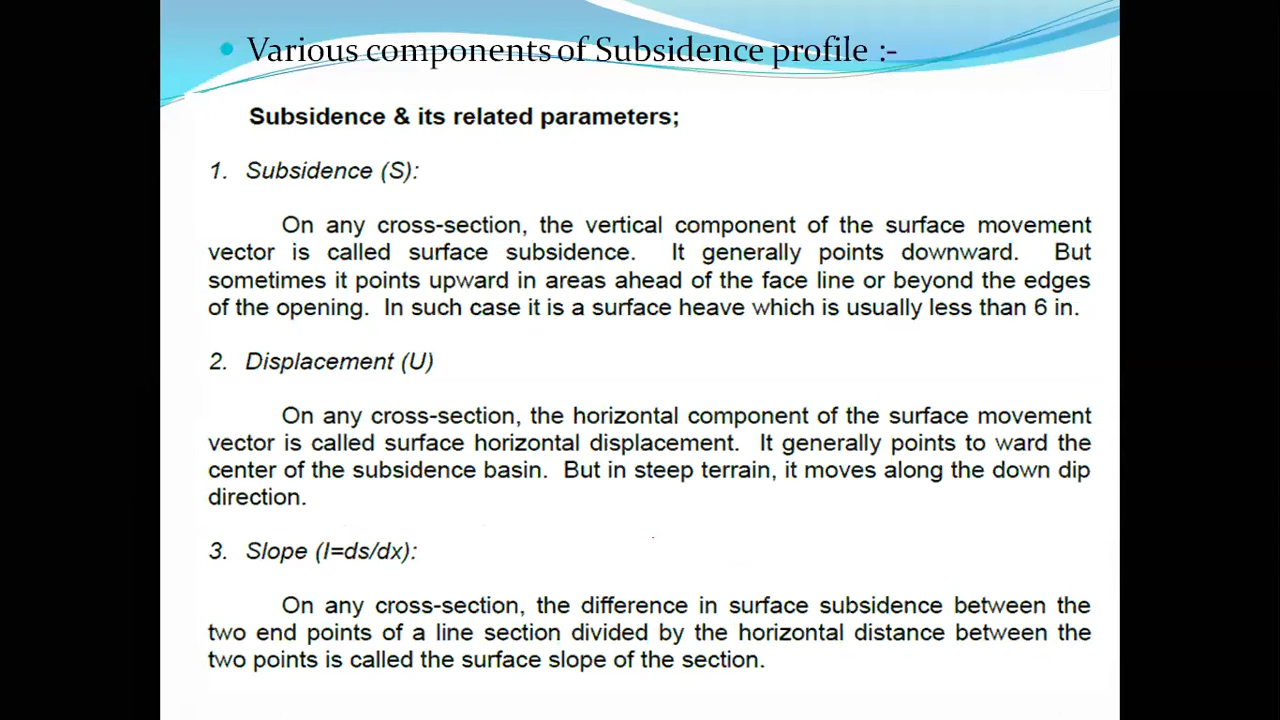 • Various components of Subsidence profile :-
Subsidence & its related parameters;
1. Subsidence (S):
On any cross-section, the vertical component of the surface movement
vector is called surface subsidence. It generally points downward. But
sometimes it points upward in areas ahead of the face line or beyond the edges
of the opening. In such case it is a surface heave which is usually less than 6 in.
2. Displacement (U)
On any cross-section, the horizontal component of the surface movement
vector is called surface horizontal displacement. It generally points to ward the
center of the subsidence basin. But in steep terrain, it moves along the down dip
direction.
3. Slope (I=ds/dx):
On any cross-section, the difference in surface subsidence between the
two end points of a line section divided by the horizontal distance between the
two points is called the surface slope of the section.